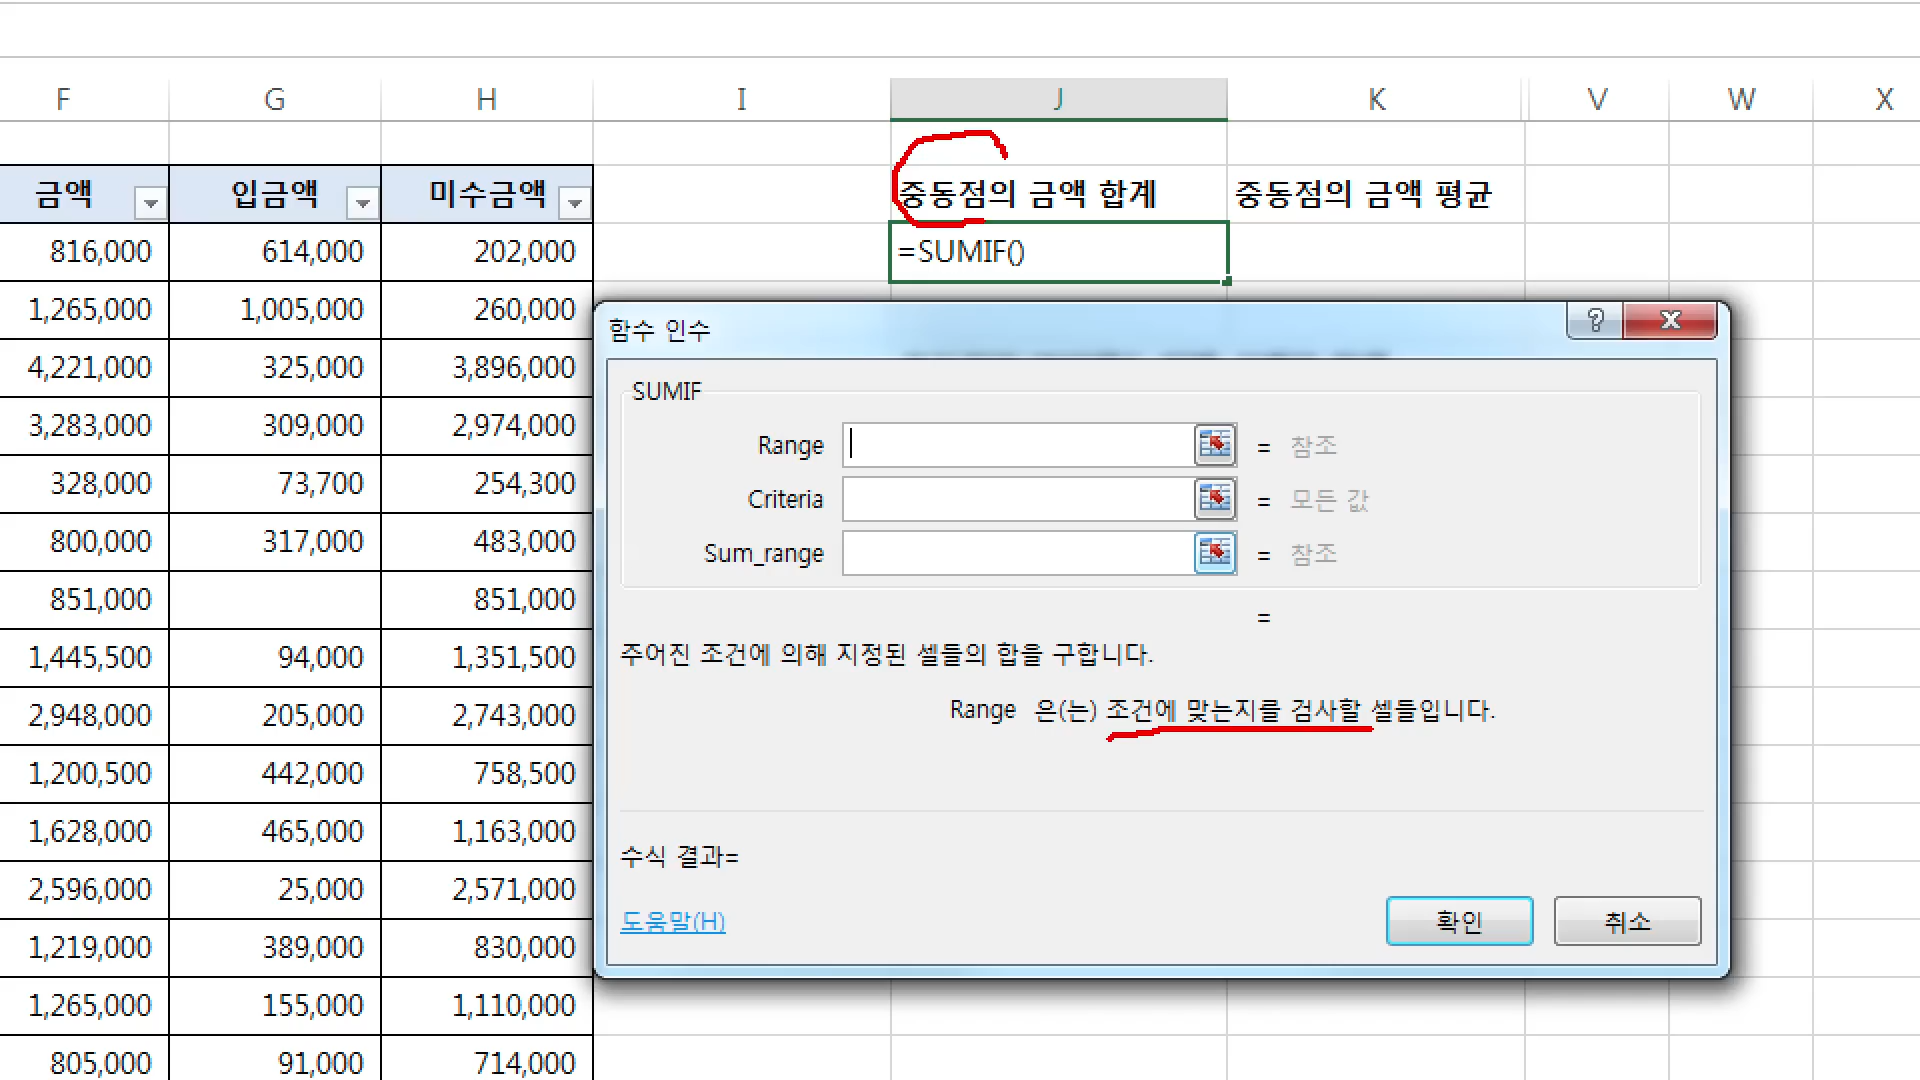 F G H I J K V W X
금액 입금액 미수금액 중동점의 금액 합계 중동점의 금액 평균
816,000 614,000 202,000 =SUMIF()
1,265,000 1,005,000 260,000
4,221,000 325,000 3,896,000
3,283,000 309,000 2,974,000
328,000 73,700 254,300
800,000 317,000 483,000
851,000 851,000
1,445,500 94,000 1,351,500
2,948,000 205,000 2,743,000
1,200,500 442,000 758,500
1,628,000 465,000 1,163,000
2,596,000 25,000 2,571,000
1,219,000 389,000 830,000
1,265,000 155,000 1,110,000
805,000 91,000 714,000
함수 인수
SUMIF
Range = 참조
Criteria = 모든 값
Sum_range = 참조
=
주어진 조건에 의해 지정된 셀들의 합을 구합니다.
Range 은(는) 조건에 맞는지를 검사할 셀들입니다.
수식 결과=
도움말(H) 확인 취소